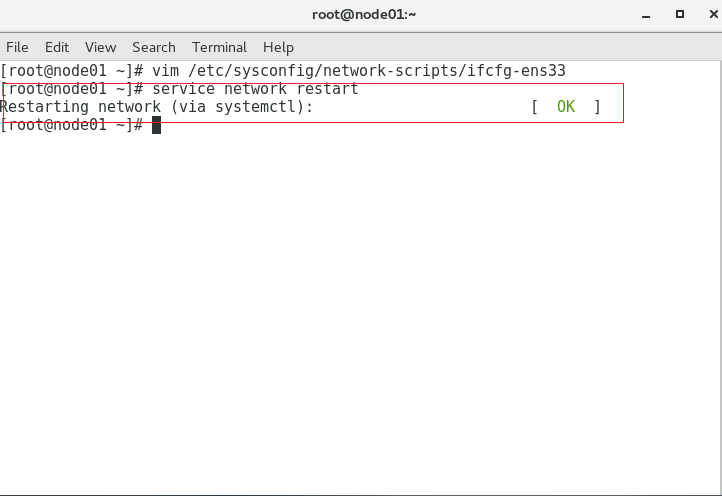 root@node01:~
File Edit View Search Terminal Help
[root@node01 ~]# vim /etc/sysconfig/network-scripts/ifcfg-ens33
[root@node01 ~]# service network restart
Restarting network (via systemctl): [ OK ]
[root@node01 ~]#